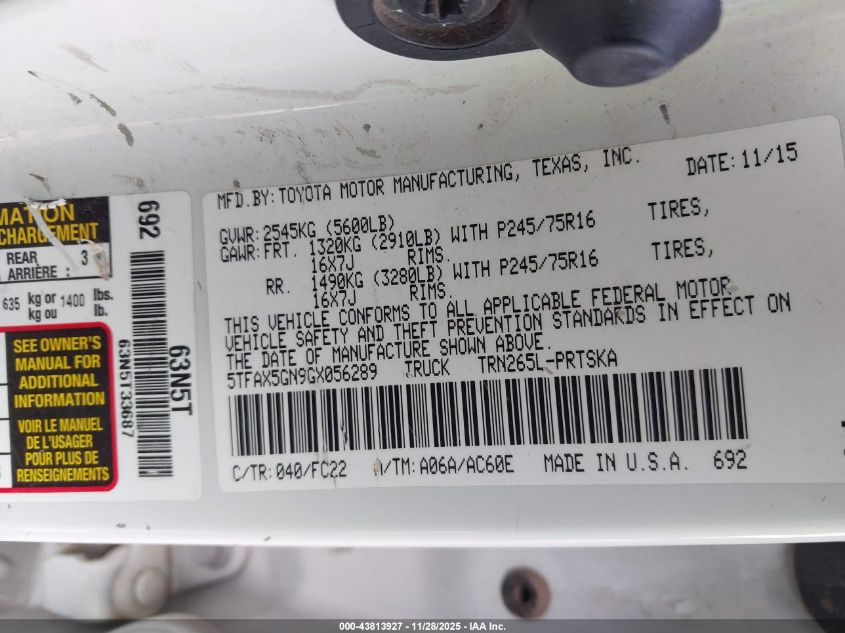 MFD.BY: TOYOTA MOTOR MANUFACTURING, TEXAS, INC. DATE: 11/15
GVWR: 2545KG (5600LB)
GAWR: FRT. 1320KG (2910LB) WITH P245/75R16 TIRES,
16X7J RIMS.
RR. 1490KG (3280LB) WITH P245/75R16 TIRES,
16X7J RIMS.
THIS VEHICLE CONFORMS TO ALL APPLICABLE FEDERAL MOTOR
VEHICLE SAFETY AND THEFT PREVENTION STANDARDS IN EFFECT ON
THE DATE OF MANUFACTURE SHOWN ABOVE.
5TFAX5GN9GX056289 TRUCK TRN265L-PRTSKA
C/TR: 040/FC22 A/TM: A06A/AC60E MADE IN U.S.A. 692
CHARGEMENT
REAR 3
ARRIÈRE :
635 kg or 1400 lbs.
kg ou lb.
SEE OWNER'S
MANUAL FOR
ADDITIONAL
INFORMATION
VOIR LE MANUEL
DE L'USAGER
POUR PLUS DE
RENSEIGNEMENTS
692
63N5T33687
63N5T
000-43813927 - 11/28/2025 - IAA Inc.